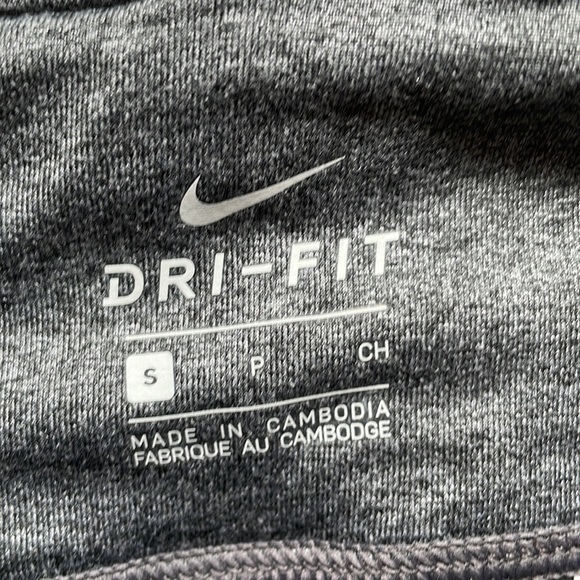 DRI-FIT
S P CH
MADE IN CAMBODIA
FABRIQUE AU CAMBODGE